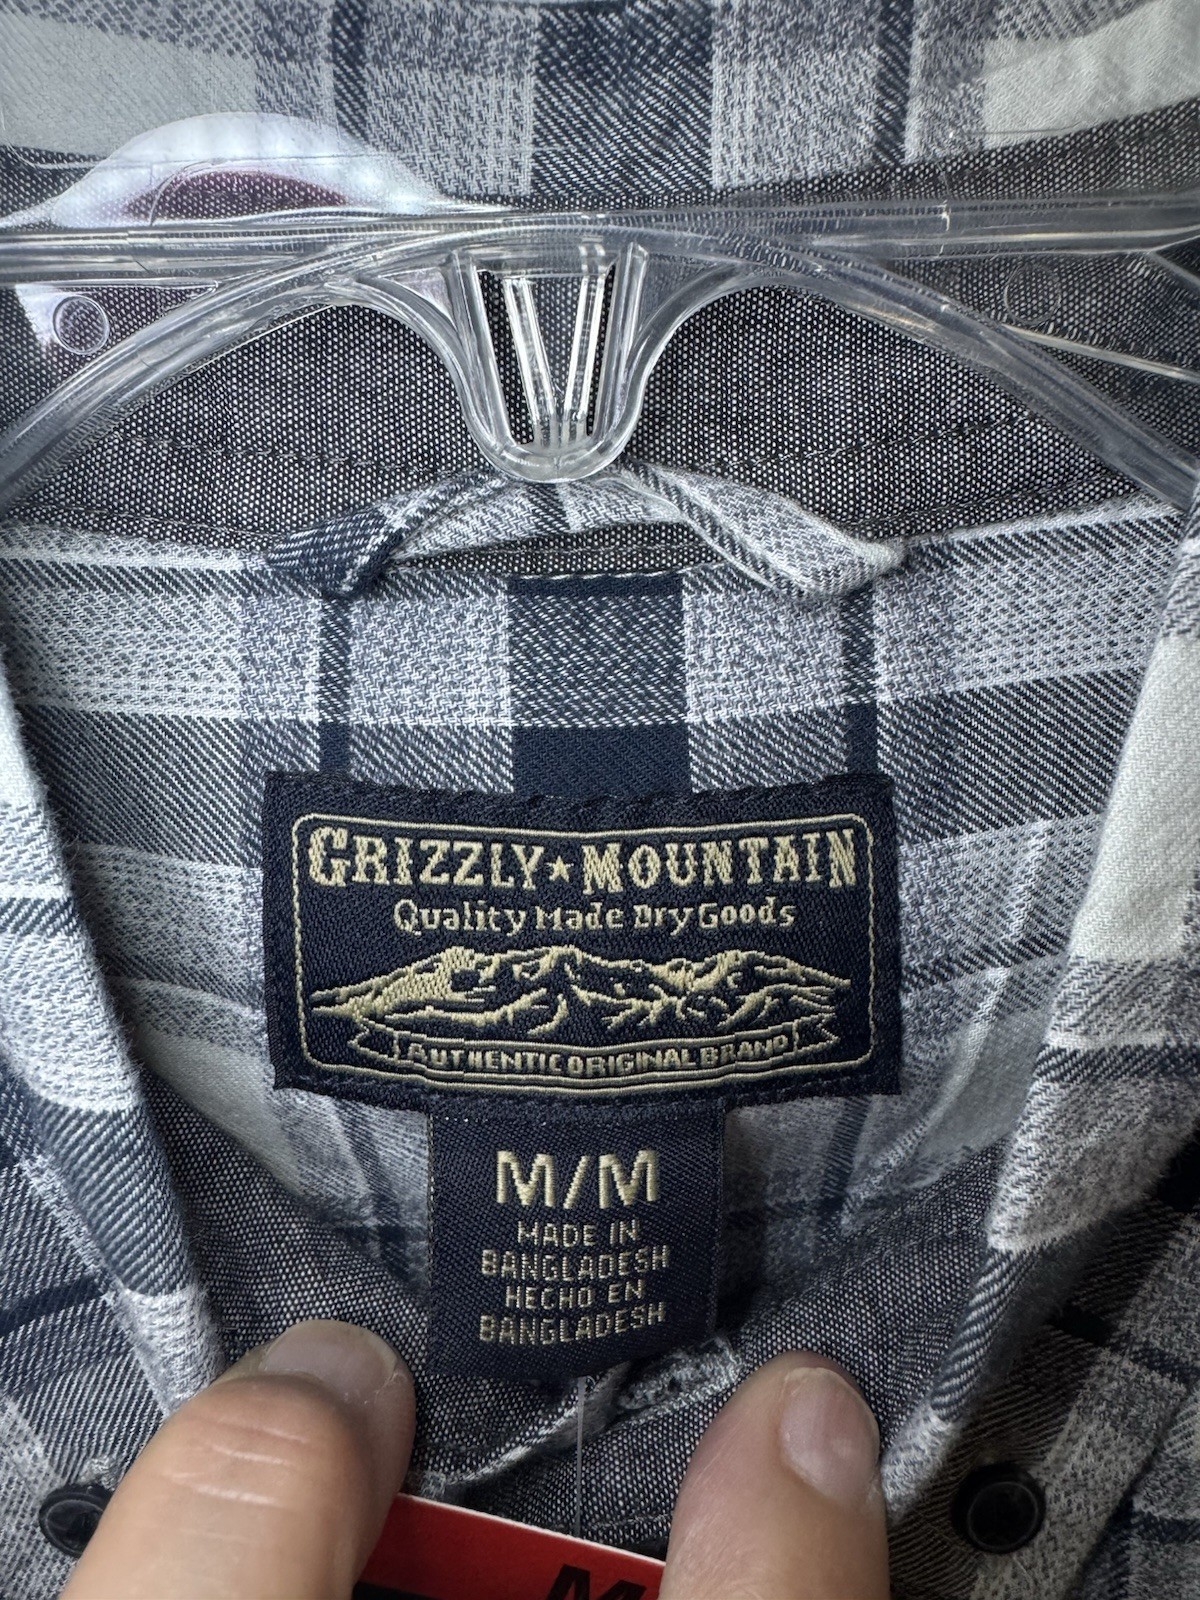 GRIZZLY★MOUNTAIN
Quality Made Dry Goods
AUTHENTIC ORIGINAL BRAND
M/M
MADE IN
BANGLADESH
HECHO EN
BANGLADESH
M